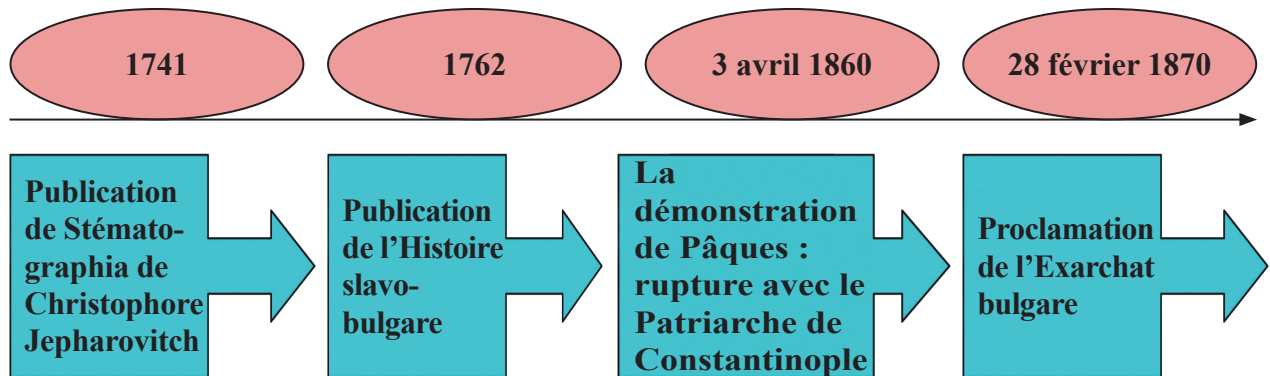 1741
1762
3 avril 1860
28 février 1870
Publication
de Stémato-
graphia de
Christophore
Jepharovitch
Publication
de l’Histoire
slavo-
bulgare
La
démonstration
de Pâques :
rupture avec le
Patriarche de
Constantinople
Proclamation
de l’Exarchat
bulgare